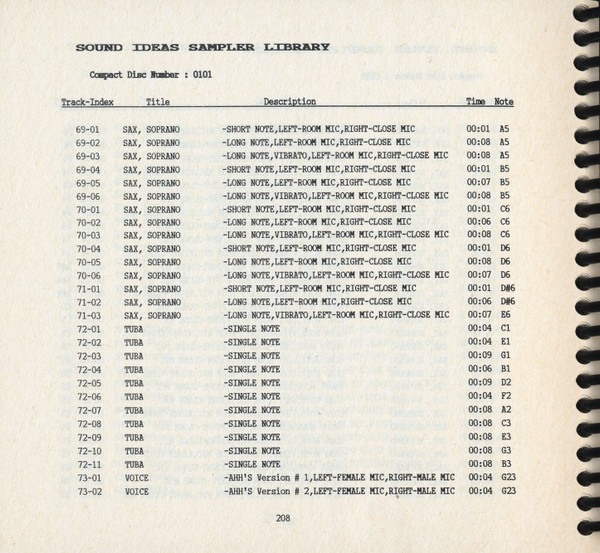 SOUND IDEAS SAMPLER LIBRARY
Compact Disc Number : 0101
Track-Index Title Description Time Note
69-01 SAX, SOPRANO -SHORT NOTE,LEFT-ROOM MIC,RIGHT-CLOSE MIC 00:01 A5
69-02 SAX, SOPRANO -LONG NOTE,LEFT-ROOM MIC,RIGHT-CLOSE MIC 00:08 A5
69-03 SAX, SOPRANO -LONG NOTE,VIBRATO,LEFT-ROOM MIC,RIGHT-CLOSE MIC 00:08 A5
69-04 SAX, SOPRANO -SHORT NOTE,LEFT-ROOM MIC,RIGHT-CLOSE MIC 00:01 B5
69-05 SAX, SOPRANO -LONG NOTE,LEFT-ROOM MIC,RIGHT-CLOSE MIC 00:07 B5
69-06 SAX, SOPRANO -LONG NOTE,VIBRATO,LEFT-ROOM MIC,RIGHT-CLOSE MIC 00:08 B5
70-01 SAX, SOPRANO -SHORT NOTE,LEFT-ROOM MIC,RIGHT-CLOSE MIC 00:01 C6
70-02 SAX, SOPRANO -LONG NOTE,LEFT-ROOM MIC,RIGHT-CLOSE MIC 00:06 C6
70-03 SAX, SOPRANO -LONG NOTE,VIBRATO,LEFT-ROOM MIC,RIGHT-CLOSE MIC 00:08 C6
70-04 SAX, SOPRANO -SHORT NOTE,LEFT-ROOM MIC,RIGHT-CLOSE MIC 00:01 D6
70-05 SAX, SOPRANO -LONG NOTE,LEFT-ROOM MIC,RIGHT-CLOSE MIC 00:08 D6
70-06 SAX, SOPRANO -LONG NOTE,VIBRATO,LEFT-ROOM MIC,RIGHT-CLOSE MIC 00:07 D6
71-01 SAX, SOPRANO -SHORT NOTE,LEFT-ROOM MIC,RIGHT-CLOSE MIC 00:01 D#6
71-02 SAX, SOPRANO -LONG NOTE,LEFT-ROOM MIC,RIGHT-CLOSE MIC 00:06 D#6
71-03 SAX, SOPRANO -LONG NOTE,VIBRATO,LEFT-ROOM MIC,RIGHT-CLOSE MIC 00:07 E6
72-01 TUBA -SINGLE NOTE 00:04 C1
72-02 TUBA -SINGLE NOTE 00:04 E1
72-03 TUBA -SINGLE NOTE 00:09 G1
72-04 TUBA -SINGLE NOTE 00:06 B1
72-05 TUBA -SINGLE NOTE 00:09 D2
72-06 TUBA -SINGLE NOTE 00:04 F2
72-07 TUBA -SINGLE NOTE 00:08 A2
72-08 TUBA -SINGLE NOTE 00:08 C3
72-09 TUBA -SINGLE NOTE 00:08 E3
72-10 TUBA -SINGLE NOTE 00:08 G3
72-11 TUBA -SINGLE NOTE 00:08 B3
73-01 VOICE -AHH'S Version # 1,LEFT-FEMALE MIC,RIGHT-MALE MIC 00:04 G23
73-02 VOICE -AHH'S Version # 2,LEFT-FEMALE MIC,RIGHT-MALE MIC 00:04 G23
208